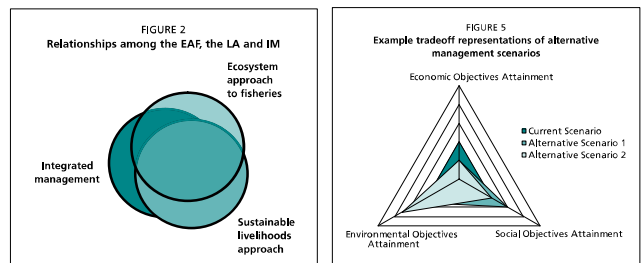 FIGURE 2
Relationships among the EAF, the LA and IM
Ecosystem
approach
to fisheries
Integrated
management
Sustainable
livelihoods
approach
FIGURE 5
Example tradeoff representations of alternative
management scenarios
Economic Objectives Attainment
Current Scenario
Alternative Scenario 1
Alternative Scenario 2
Environmental Objectives
Attainment
Social Objectives Attainment